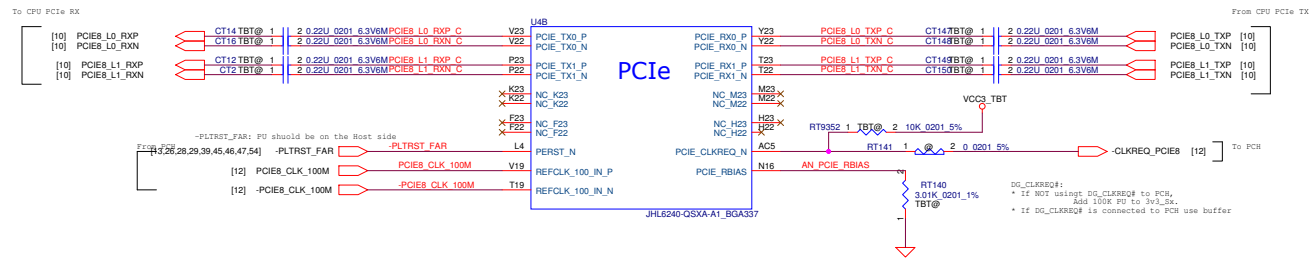 To CPU PCIe RX
From CPU PCIe TX
U4B
[10] PCIE8_L0_RXP CT14 TBT@ 1 2 0.22U_0201_6.3V6M PCIE8_L0_RXP_C V23 PCIE_TX0_P
[10] PCIE8_L0_RXN CT16 TBT@ 1 2 0.22U_0201_6.3V6M PCIE8_L0_RXN_C V22 PCIE_TX0_N
[10] PCIE8_L1_RXP CT12 TBT@ 1 2 0.22U_0201_6.3V6M PCIE8_L1_RXP_C P23 PCIE_TX1_P
[10] PCIE8_L1_RXN CT2 TBT@ 1 2 0.22U_0201_6.3V6M PCIE8_L1_RXN_C P22 PCIE_TX1_N
PCIe
PCIE_RX0_P Y23 PCIE8_L0_TXP_C CT147 TBT@ 1 2 0.22U_0201_6.3V6M PCIE8_L0_TXP [10]
PCIE_RX0_N Y22 PCIE8_L0_TXN_C CT148 TBT@ 1 2 0.22U_0201_6.3V6M PCIE8_L0_TXN [10]
PCIE_RX1_P T23 PCIE8_L1_TXP_C CT149 TBT@ 1 2 0.22U_0201_6.3V6M PCIE8_L1_TXP [10]
PCIE_RX1_N T22 PCIE8_L1_TXN_C CT150 TBT@ 1 2 0.22U_0201_6.3V6M PCIE8_L1_TXN [10]
K23 NC_K23 NC_M23 M23
K22 NC_K22 NC_M22 M22
F23 NC_F23 NC_H23 H23
F22 NC_F22 NC_H22 H22
VCC3_TBT
RT9352 1 TBT@ 2 10K_0201_5%
-PLTRST_FAR: PU shuould be on the Host side
From PCH
[13,26,28,29,39,45,46,47,54] -PLTRST_FAR -PLTRST_FAR L4 PERST_N
[12] PCIE8_CLK_100M PCIE8_CLK_100M V19 REFCLK_100_IN_P
[12] -PCIE8_CLK_100M -PCIE8_CLK_100M T19 REFCLK_100_IN_N
PCIE_CLKREQ_N AC5 RT141 1 @ 2 0_0201_5% -CLKREQ_PCIE8 [12] To PCH
PCIE_RBIAS N16 AN_PCIE_RBIAS
2
RT140
3.01K_0201_1%
TBT@
1
JHL6240-QSXA-A1_BGA337
DG_CLKREQ#:
* If NOT usingt DG_CLKREQ# to PCH,
Add 100K PU to 3v3_Sx.
* If DG_CLKREQ# is connected to PCH use buffer